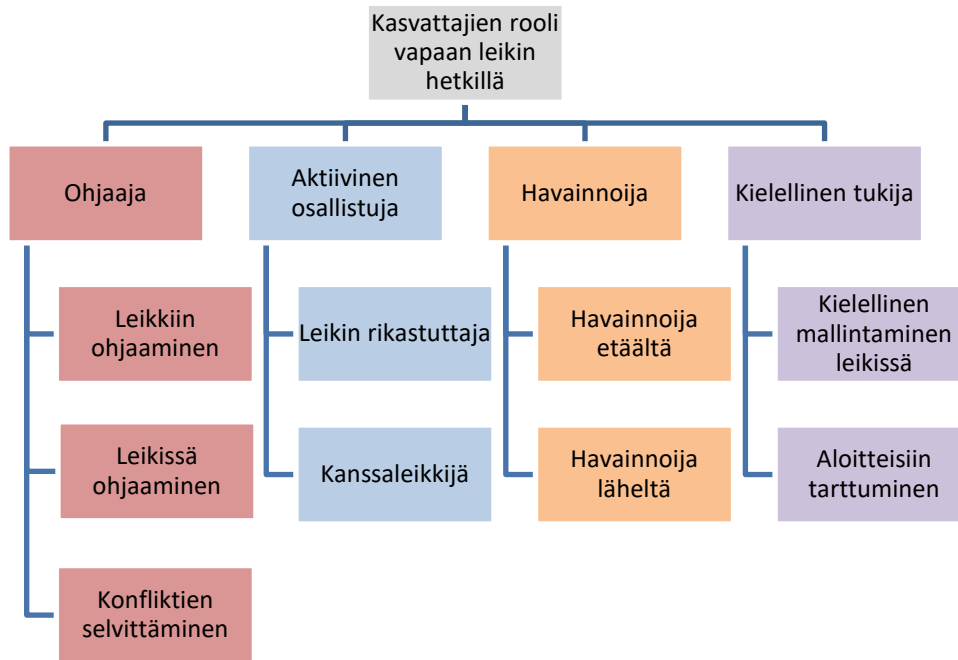 Kasvattajien rooli
vapaan leikin
hetkillä
Ohjaaja
Aktiivinen
osallistuja
Havainnoija
Kielellinen tukija
Leikkiin
ohjaaminen
Leikin rikastuttaja
Havainnoija
etäältä
Kielellinen
mallintaminen
leikissä
Leikissä
ohjaaminen
Kanssaleikkijä
Havainnoija
läheltä
Aloitteisiin
tarttuminen
Konfliktien
selvittäminen